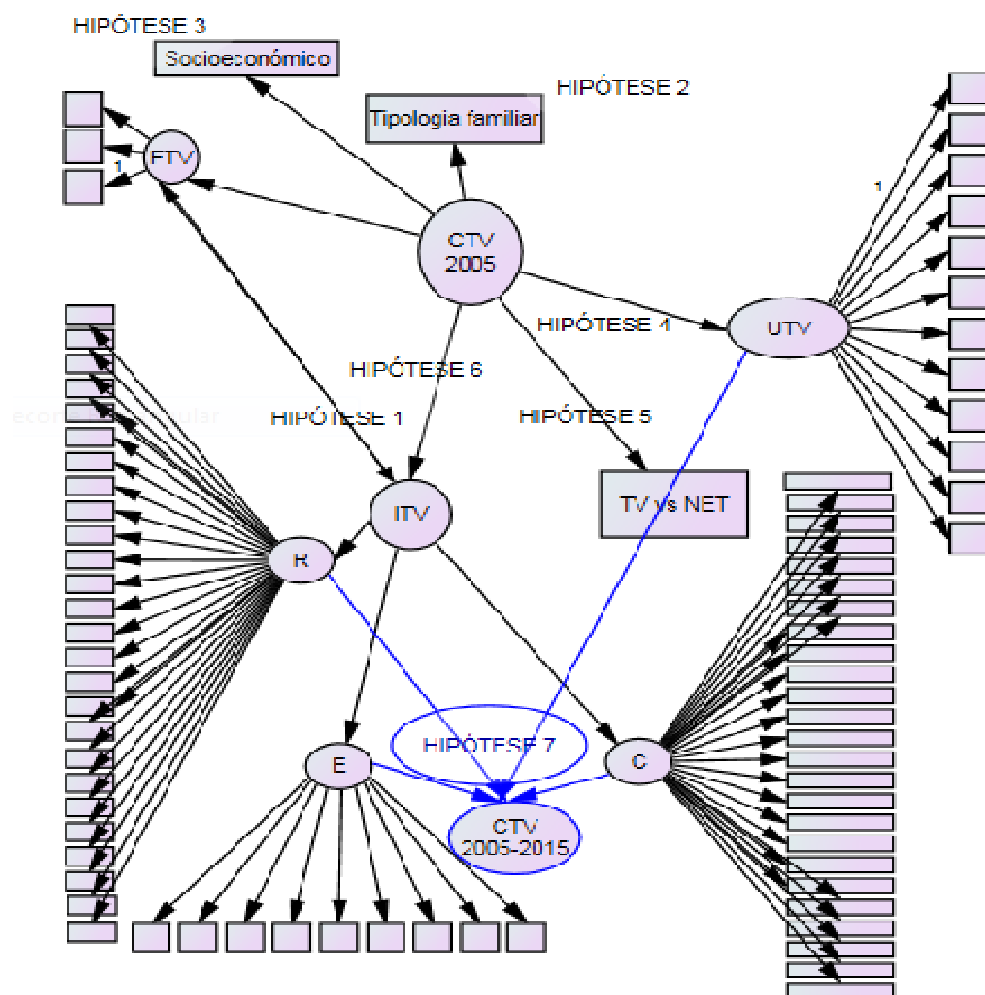 HIPÓTESE 3
Socioeconómico
HIPÓTESE 2
Tipologia familiar
FTV
1
1
CTV
2005
HIPÓTESE 4
UTV
HIPÓTESE 6
HIPÓTESE 1
HIPÓTESE 5
ITV
TV vs NET
R
HIPÓTESE 7
E
C
CTV
2005-2015